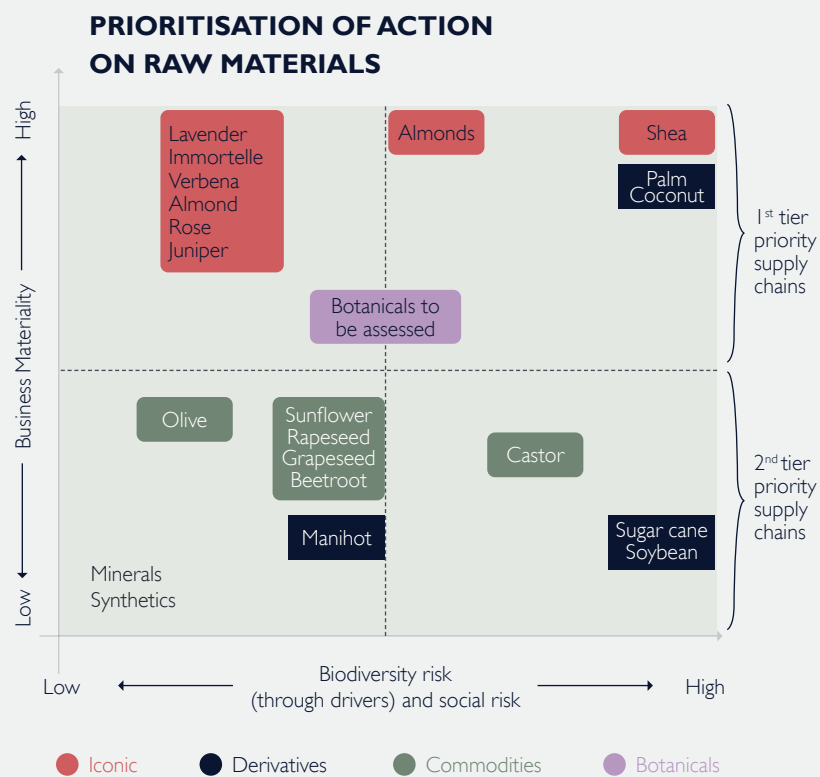 PRIORITISATION OF ACTION
ON RAW MATERIALS
High
Business Materiality
Low
Lavender
Immortelle
Verbena
Almond
Rose
Juniper
Almonds
Shea
Palm
Coconut
Botanicals to
be assessed
1st tier
priority
supply
chains
Olive
Sunflower
Rapeseed
Grapeseed
Beetroot
Castor
Manihot
Sugar cane
Soybean
Minerals
Synthetics
2nd tier
priority
supply
chains
Low
Biodiversity risk
(through drivers) and social risk
High
Iconic
Derivatives
Commodities
Botanicals